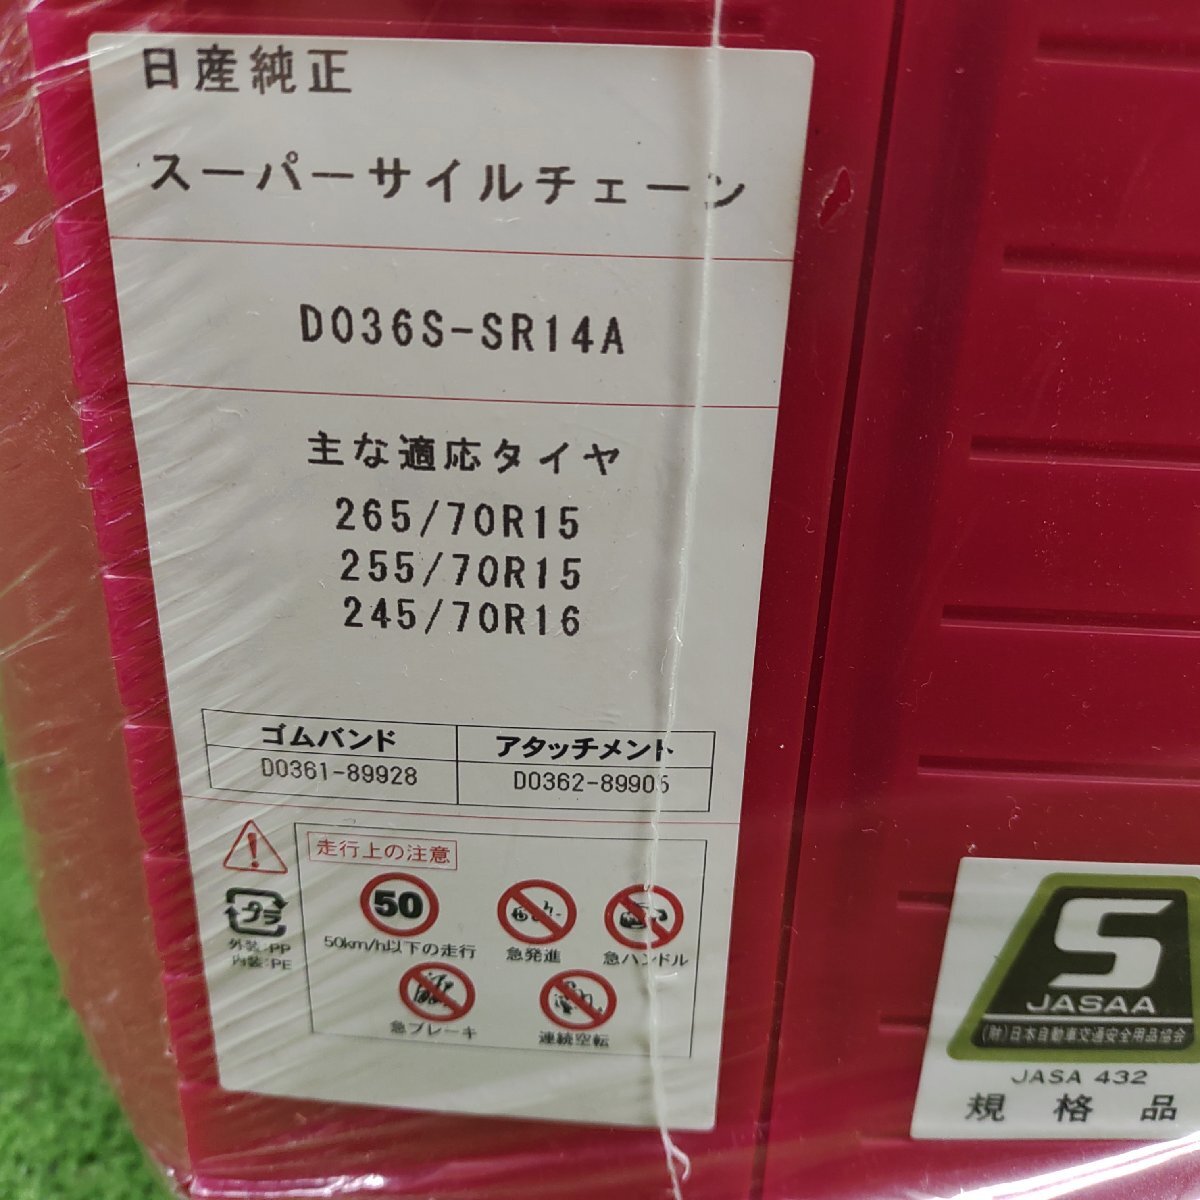 日産純正
スーパーサイルチェーン
D036S-SR14A
主な適応タイヤ
265/70R15
255/70R15
245/70R16
ゴムバンド アタッチメント
D0361-89928 D0362-89905
走行上の注意
プラ
外装:PP
内装:PE
50
50km/h以下の走行 急発進 急ハンドル
急ブレーキ 連続空転
S
JASAA
(財)日本自動車交通安全用品協会
JASA 432
規格品